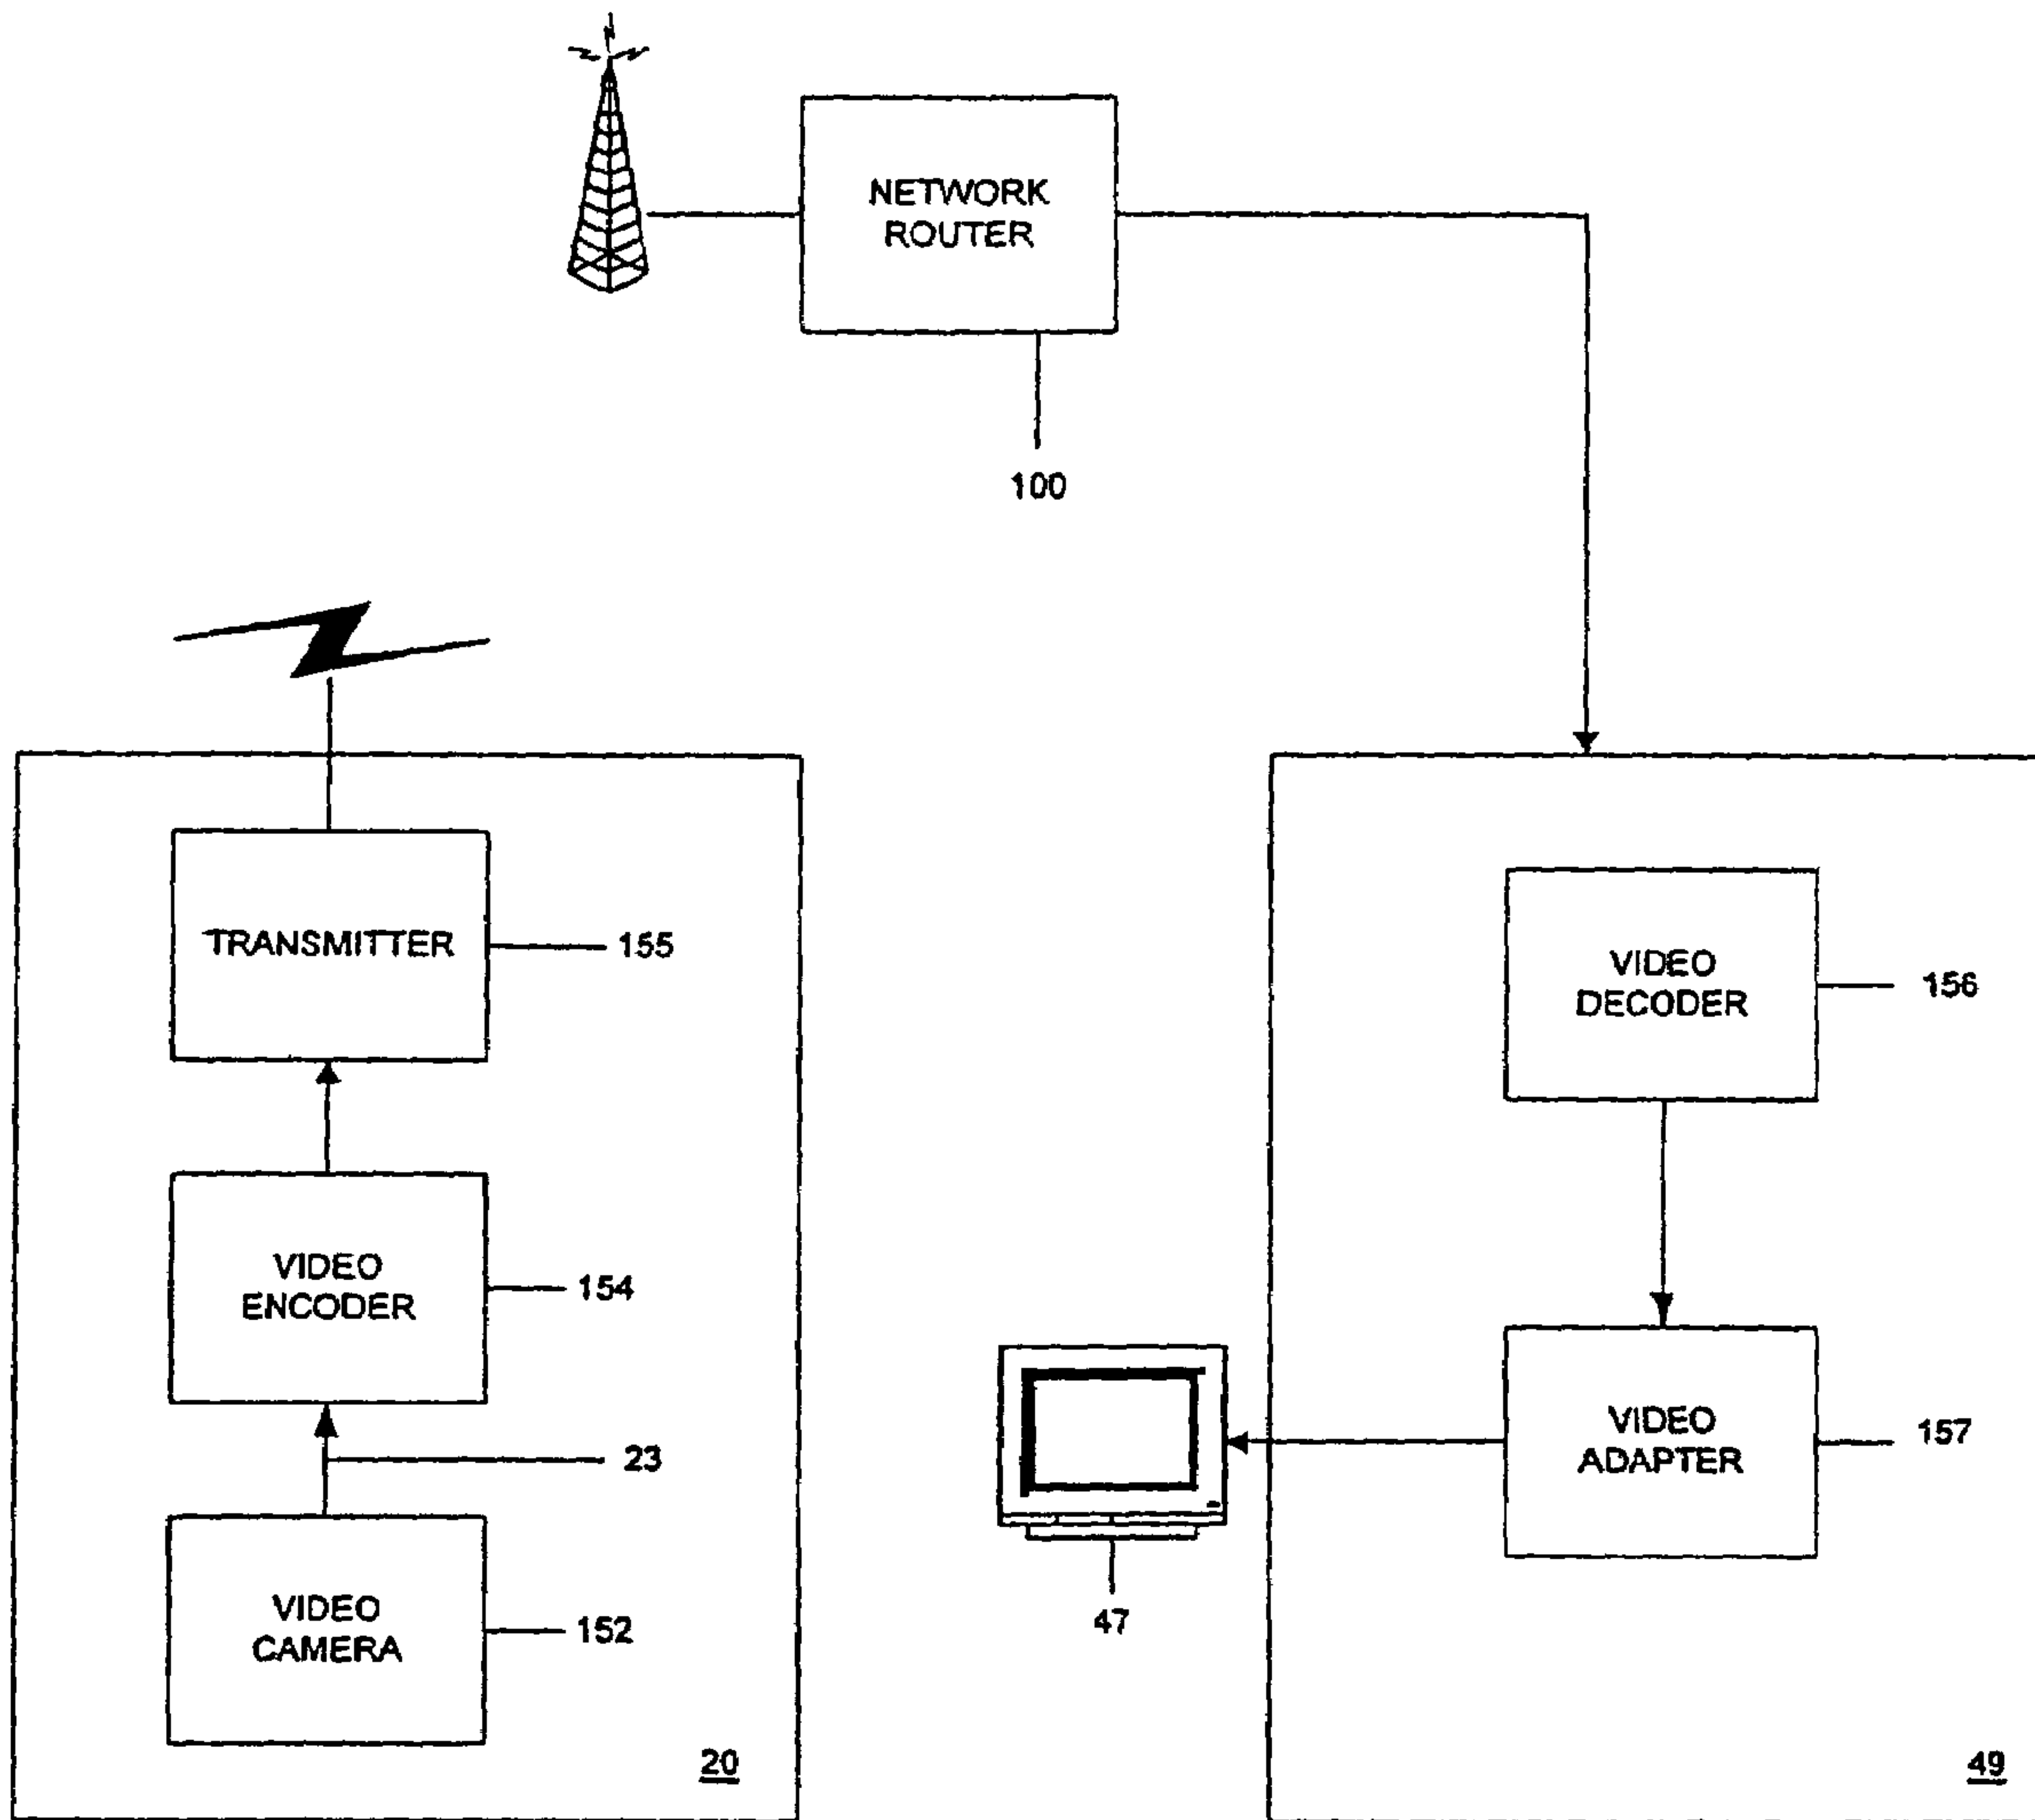 NETWORK
ROUTER
100
TRANSMITTER
155
VIDEO
ENCODER
154
23
VIDEO
CAMERA
152
20
VIDEO
DECODER
156
VIDEO
ADAPTER
157
47
49